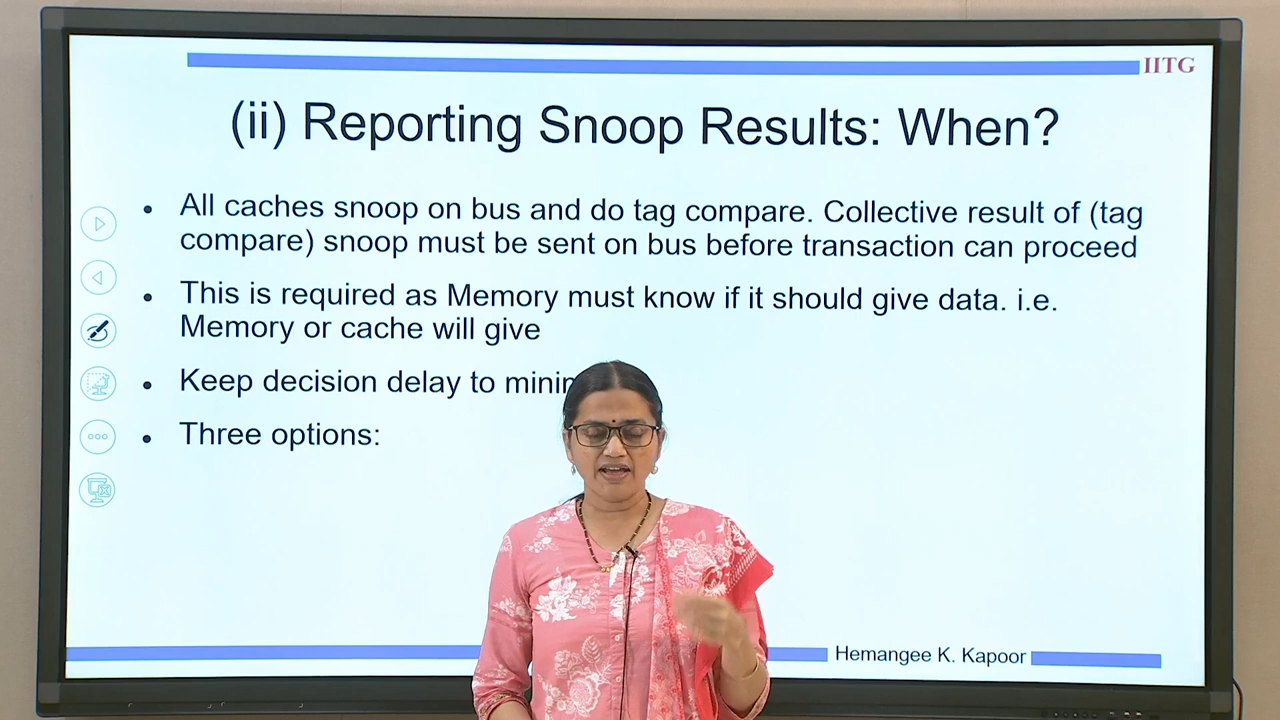 IITG
(ii) Reporting Snoop Results: When?
• All caches snoop on bus and do tag compare. Collective result of (tag
compare) snoop must be sent on bus before transaction can proceed
• This is required as Memory must know if it should give data. i.e.
Memory or cache will give
• Keep decision delay to
• Three options:
Hemangee K. Kapoor